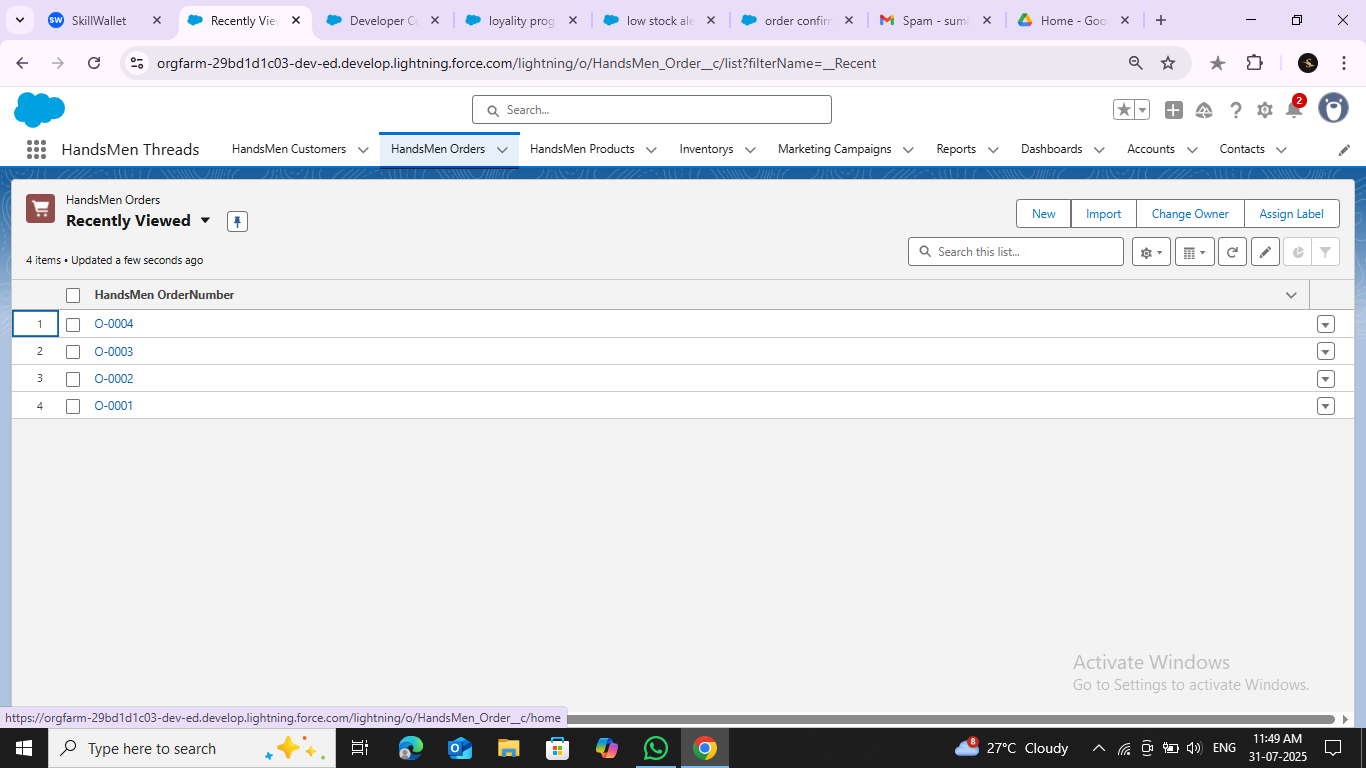 SW SkillWallet
Recently Viev
Developer Co
loyality prog
low stock ale
order confirm
Spam - sumi
Home - Goo
orgfarm-29bd1d1c03-dev-ed.develop.lightning.force.com/lightning/o/HandsMen_Order__c/list?filterName=__Recent
Search...
2
HandsMen Threads
HandsMen Customers
HandsMen Orders
HandsMen Products
Inventorys
Marketing Campaigns
Reports
Dashboards
Accounts
Contacts
HandsMen Orders
Recently Viewed
New
Import
Change Owner
Assign Label
4 items • Updated a few seconds ago
Search this list...
HandsMen OrderNumber
1 O-0004
2 O-0003
3 O-0002
4 O-0001
Activate Windows
Go to Settings to activate Windows.
https://orgfarm-29bd1d1c03-dev-ed.develop.lightning.force.com/lightning/o/HandsMen_Order__c/home
Type here to search
8
27°C Cloudy
ENG
11:49 AM
31-07-2025